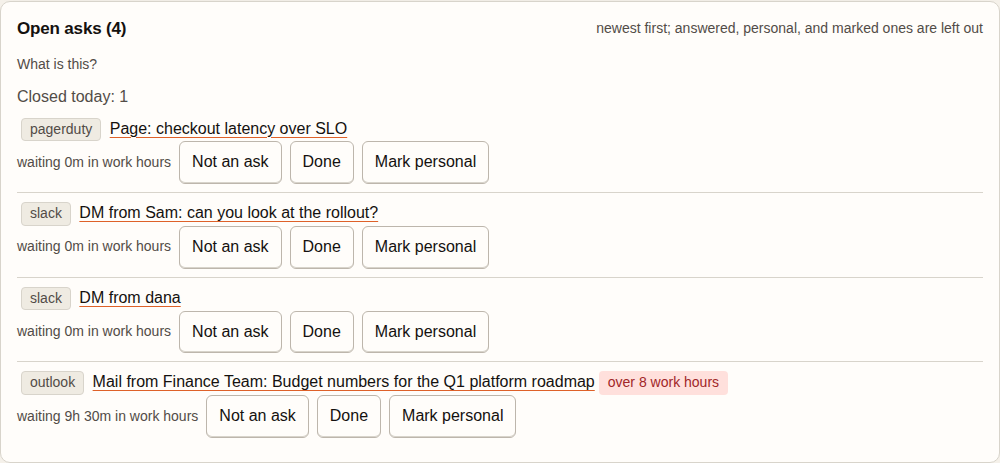 Open asks (4) newest first; answered, personal, and marked ones are left out
What is this?
Closed today: 1
pagerduty Page: checkout latency over SLO
waiting 0m in work hours Not an ask Done Mark personal
slack DM from Sam: can you look at the rollout?
waiting 0m in work hours Not an ask Done Mark personal
slack DM from dana
waiting 0m in work hours Not an ask Done Mark personal
outlook Mail from Finance Team: Budget numbers for the Q1 platform roadmap over 8 work hours
waiting 9h 30m in work hours Not an ask Done Mark personal